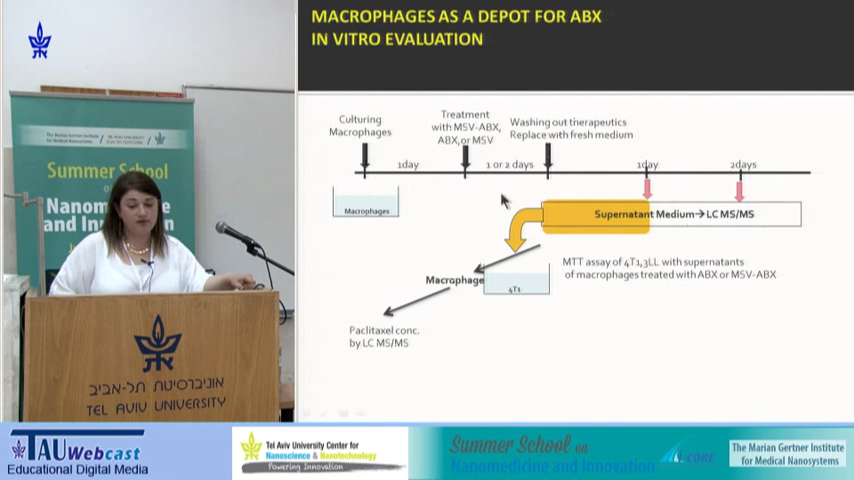 MACROPHAGES AS A DEPOT FOR ABX
IN VITRO EVALUATION
Culturing
Macrophages
Treatment
with MSV-ABX,
ABX, or MSV
Washing out therapeutics
Replace with fresh medium
1day
1 or 2 days
1day
2days
Macrophages
Supernatant Medium→LC MS/MS
MTT assay of 4T1,3LL with supernatants
of macrophages treated with ABX or MSV-ABX
Macrophage
4T1
Paclitaxel conc.
by LC MS/MS
The Marian Gertner Institute
for Medical Nanosystems
Summer School
on
Nanomedicine
and Innovation
אוניברסיטת תל-אביב
TEL AVIV UNIVERSITY
TAU Webcast
Educational Digital Media
Tel Aviv University Center for
Nanoscience & Nanotechnology
Powering Innovation
Summer School on
Nanomedicine and Innovation
I-CORE
The Marian Gertner Institute
for Medical Nanosystems